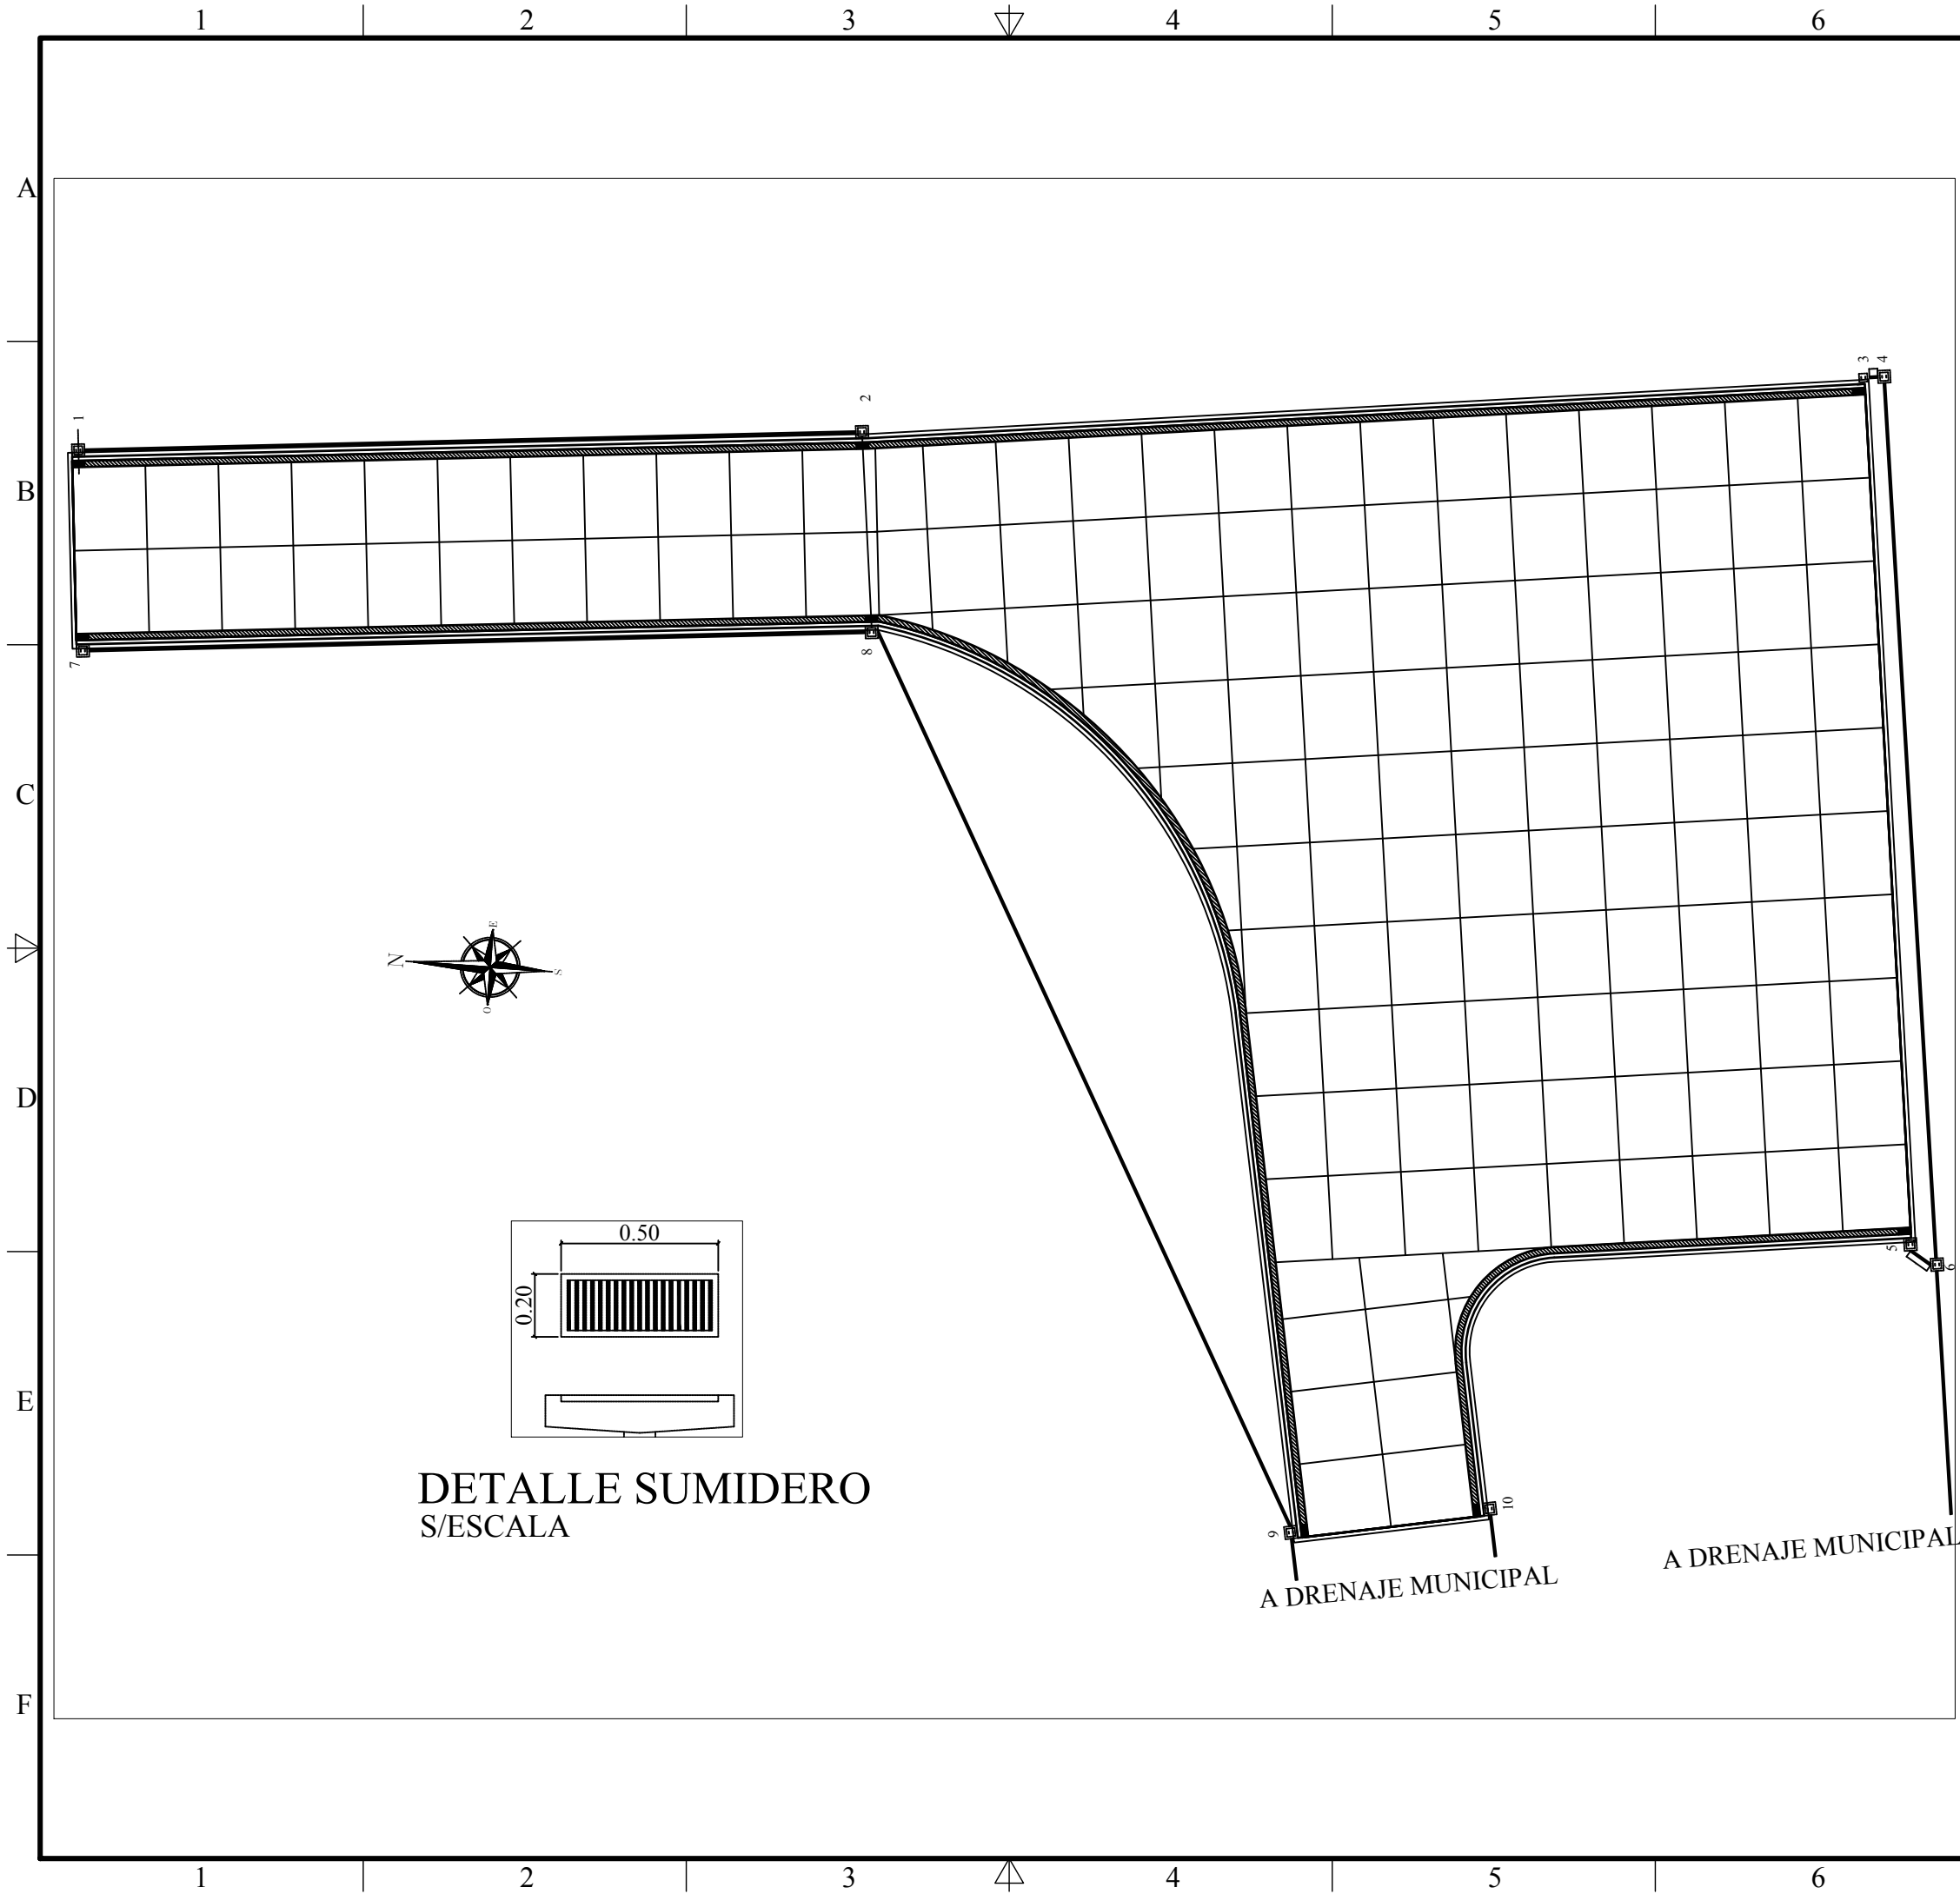 1 2 3 4 5 6
A
B
C
D
E
F
1
2
3
4
7
8
N
E
S
O
5
6
9
10
0.50
0.20
DETALLE SUMIDERO
S/ESCALA
A DRENAJE MUNICIPAL
A DRENAJE MUNICIPAL
1 2 3 4 5 6